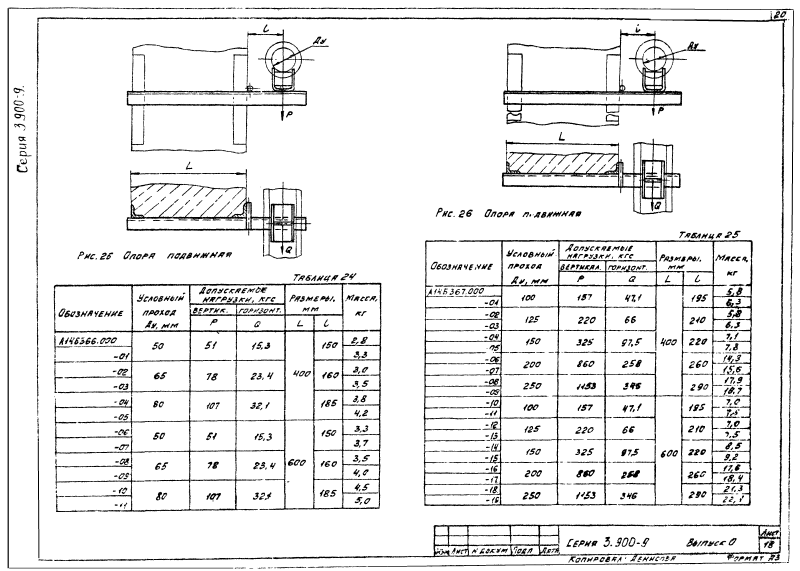 20
Серия 3.900-9.
L
Ду
P
L
Q
Рис. 25 Опора подвижная
Таблица 24
Обозначение | Условный проход Ду, мм | Допускаемые нагрузки, кгс | Размеры, мм | Масса, кг
вертик. P | горизонт. Q | L | l
А14Б366.000 | 50 | 51 | 15,3 | 400 | 150 | 2,8
-01 | 3,3
-02 | 65 | 78 | 23,4 | 160 | 3,0
-03 | 3,5
-04 | 80 | 107 | 32,1 | 185 | 3,8
-05 | 4,2
-06 | 50 | 51 | 15,3 | 600 | 150 | 3,3
-07 | 3,7
-08 | 65 | 78 | 23,4 | 160 | 3,5
-09 | 4,0
-10 | 80 | 107 | 32,1 | 185 | 4,5
-11 | 5,0
L
Ду
P
L
Q
Рис. 26 Опора подвижная
Таблица 25
Обозначение | Условный проход Ду, мм | Допускаемые нагрузки, кгс | Размеры, мм | Масса, кг
вертикал. P | горизонт. Q | L | l
А14Б367.000 | 100 | 157 | 47,1 | 400 | 195 | 5,8
-01 | 6,3
-02 | 125 | 220 | 66 | 210 | 5,8
-03 | 6,3
-04 | 150 | 325 | 97,5 | 220 | 7,1
-05 | 7,8
-06 | 200 | 860 | 258 | 260 | 14,9
-07 | 15,6
-08 | 250 | 1153 | 346 | 290 | 17,9
-09 | 18,7
-10 | 100 | 157 | 47,1 | 600 | 195 | 7,0
-11 | 7,5
-12 | 125 | 220 | 66 | 210 | 7,0
-13 | 7,5
-14 | 150 | 325 | 97,5 | 220 | 8,5
-15 | 9,2
-16 | 200 | 860 | 258 | 260 | 17,6
-17 | 18,4
-18 | 250 | 1153 | 346 | 290 | 21,3
-19 | 22,1
Изм. Лист № докум Подп Дата
Серия 3.900-9 Выпуск 0
Лист
18
Копировал: Денисова Формат А3